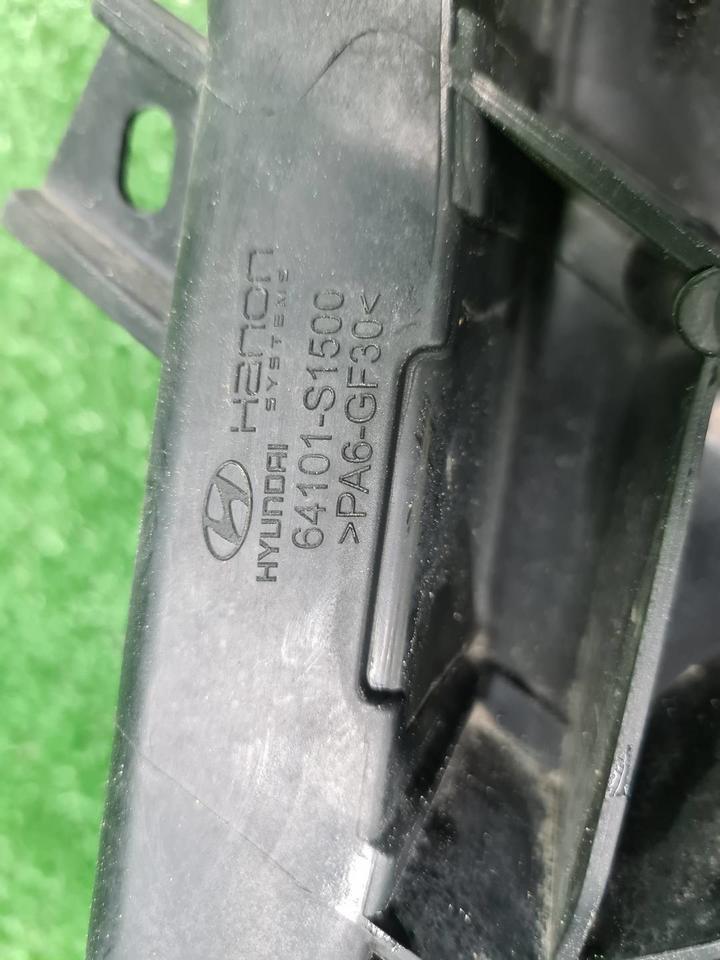 Hanon
SYSTEMS
HYUNDAI
64101-S1500
>PA6-GF30<